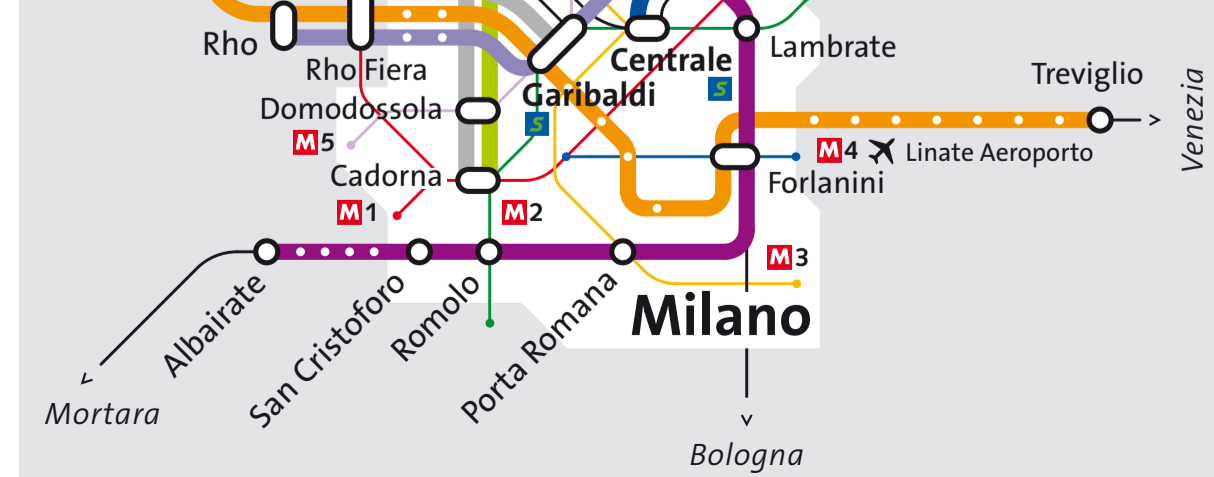 Rho
Rho Fiera
Centrale
S
Lambrate
Treviglio
Venezia
Domodossola
Garibaldi
S
M5
M4
Linate Aeroporto
Cadorna
Forlanini
M1
M2
M3
Albairate
San Cristoforo
Romolo
Porta Romana
Milano
Mortara
Bologna